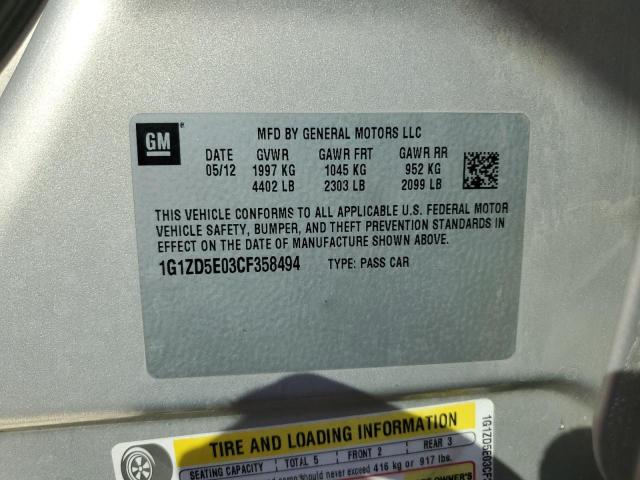 GM
MFD BY GENERAL MOTORS LLC
DATE GVWR GAWR FRT GAWR RR
05/12 1997 KG 1045 KG 952 KG
4402 LB 2303 LB 2099 LB
THIS VEHICLE CONFORMS TO ALL APPLICABLE U.S. FEDERAL MOTOR
VEHICLE SAFETY, BUMPER, AND THEFT PREVENTION STANDARDS IN
EFFECT ON THE DATE OF MANUFACTURE SHOWN ABOVE.
1G1ZD5E03CF358494 TYPE: PASS CAR
TIRE AND LOADING INFORMATION
SEATING CAPACITY TOTAL 5 FRONT 2 REAR 3
should never exceed 416 kg or 917 lbs.
OWNER'S
1G1ZD5E03CF